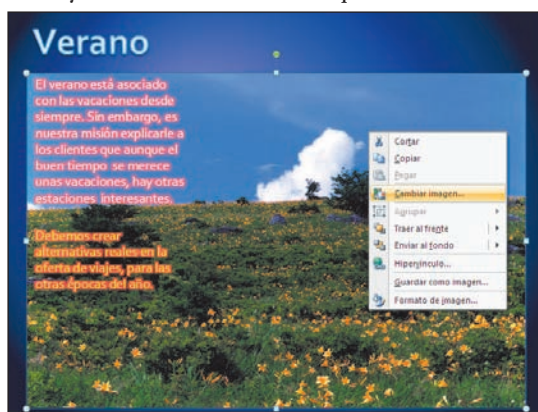 Verano
El verano está asociado
con las vacaciones desde
siempre. Sin embargo, es
nuestra misión explicarle a
los clientes que aunque el
buen tiempo se merece
unas vacaciones, hay otras
estaciones interesantes.
Debemos crear
alternativas reales en la
oferta de viajes, para las
otras épocas del año.
Cortar
Copiar
Pegar
Cambiar imagen...
Agrupar
Traer al frente
Enviar al fondo
Hipervínculo...
Guardar como imagen...
Formato de imagen...